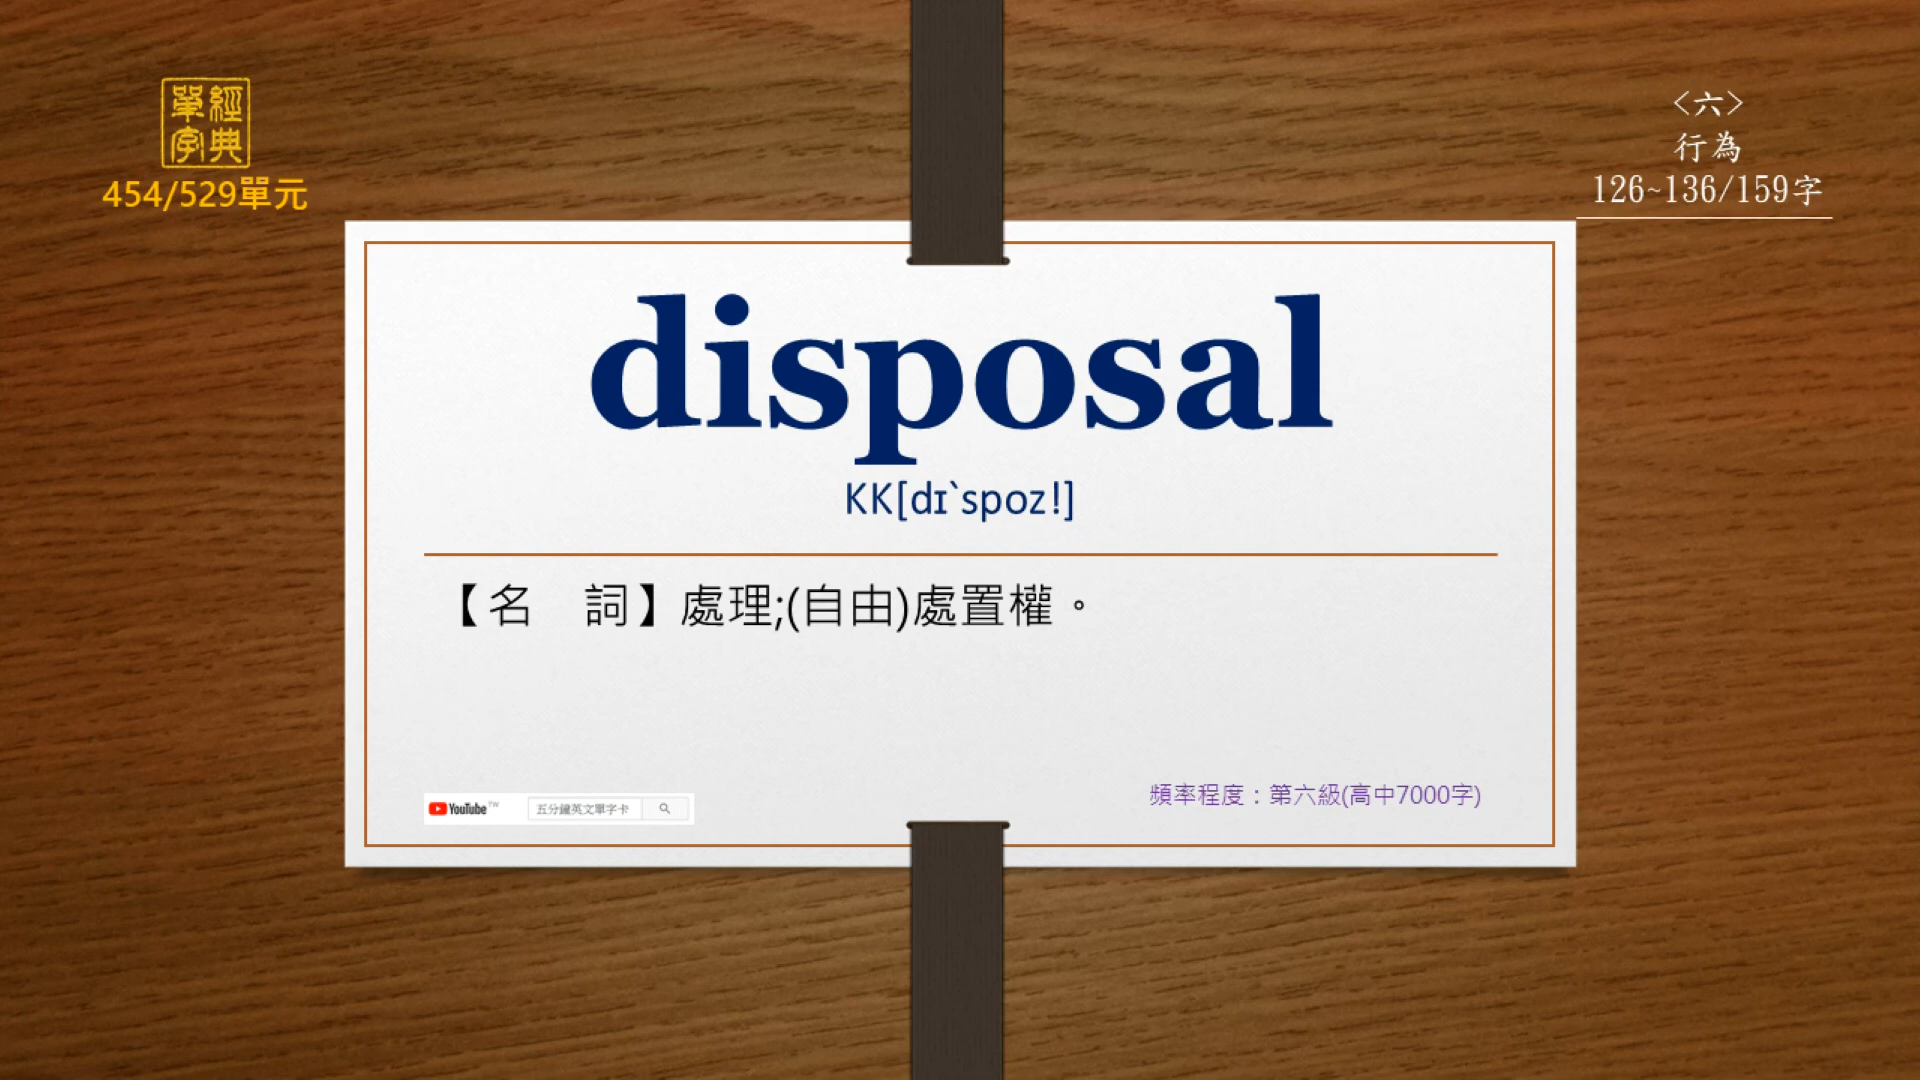 單經
字典
454/529單元
<六>
行為
126~136/159字
disposal
KK[dɪ`spoz!]
【名　詞】處理;(自由)處置權。
YouTube TW
五分鐘英文單字卡
頻率程度：第六級(高中7000字)